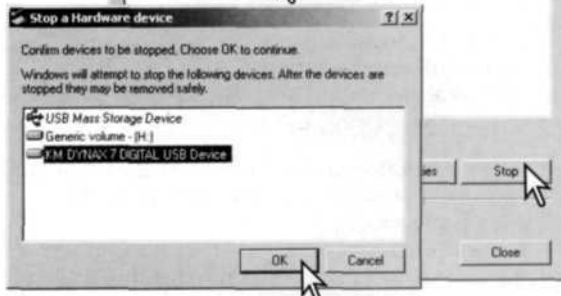 Stop a Hardware device
Confirm devices to be stopped, Choose OK to continue.
Windows will attempt to stop the following devices. After the devices are
stopped they may be removed safely.
USB Mass Storage Device
Generic volume - (H:)
KM DYNAX 7 DIGITAL USB Device
Stop
OK
Cancel
Close